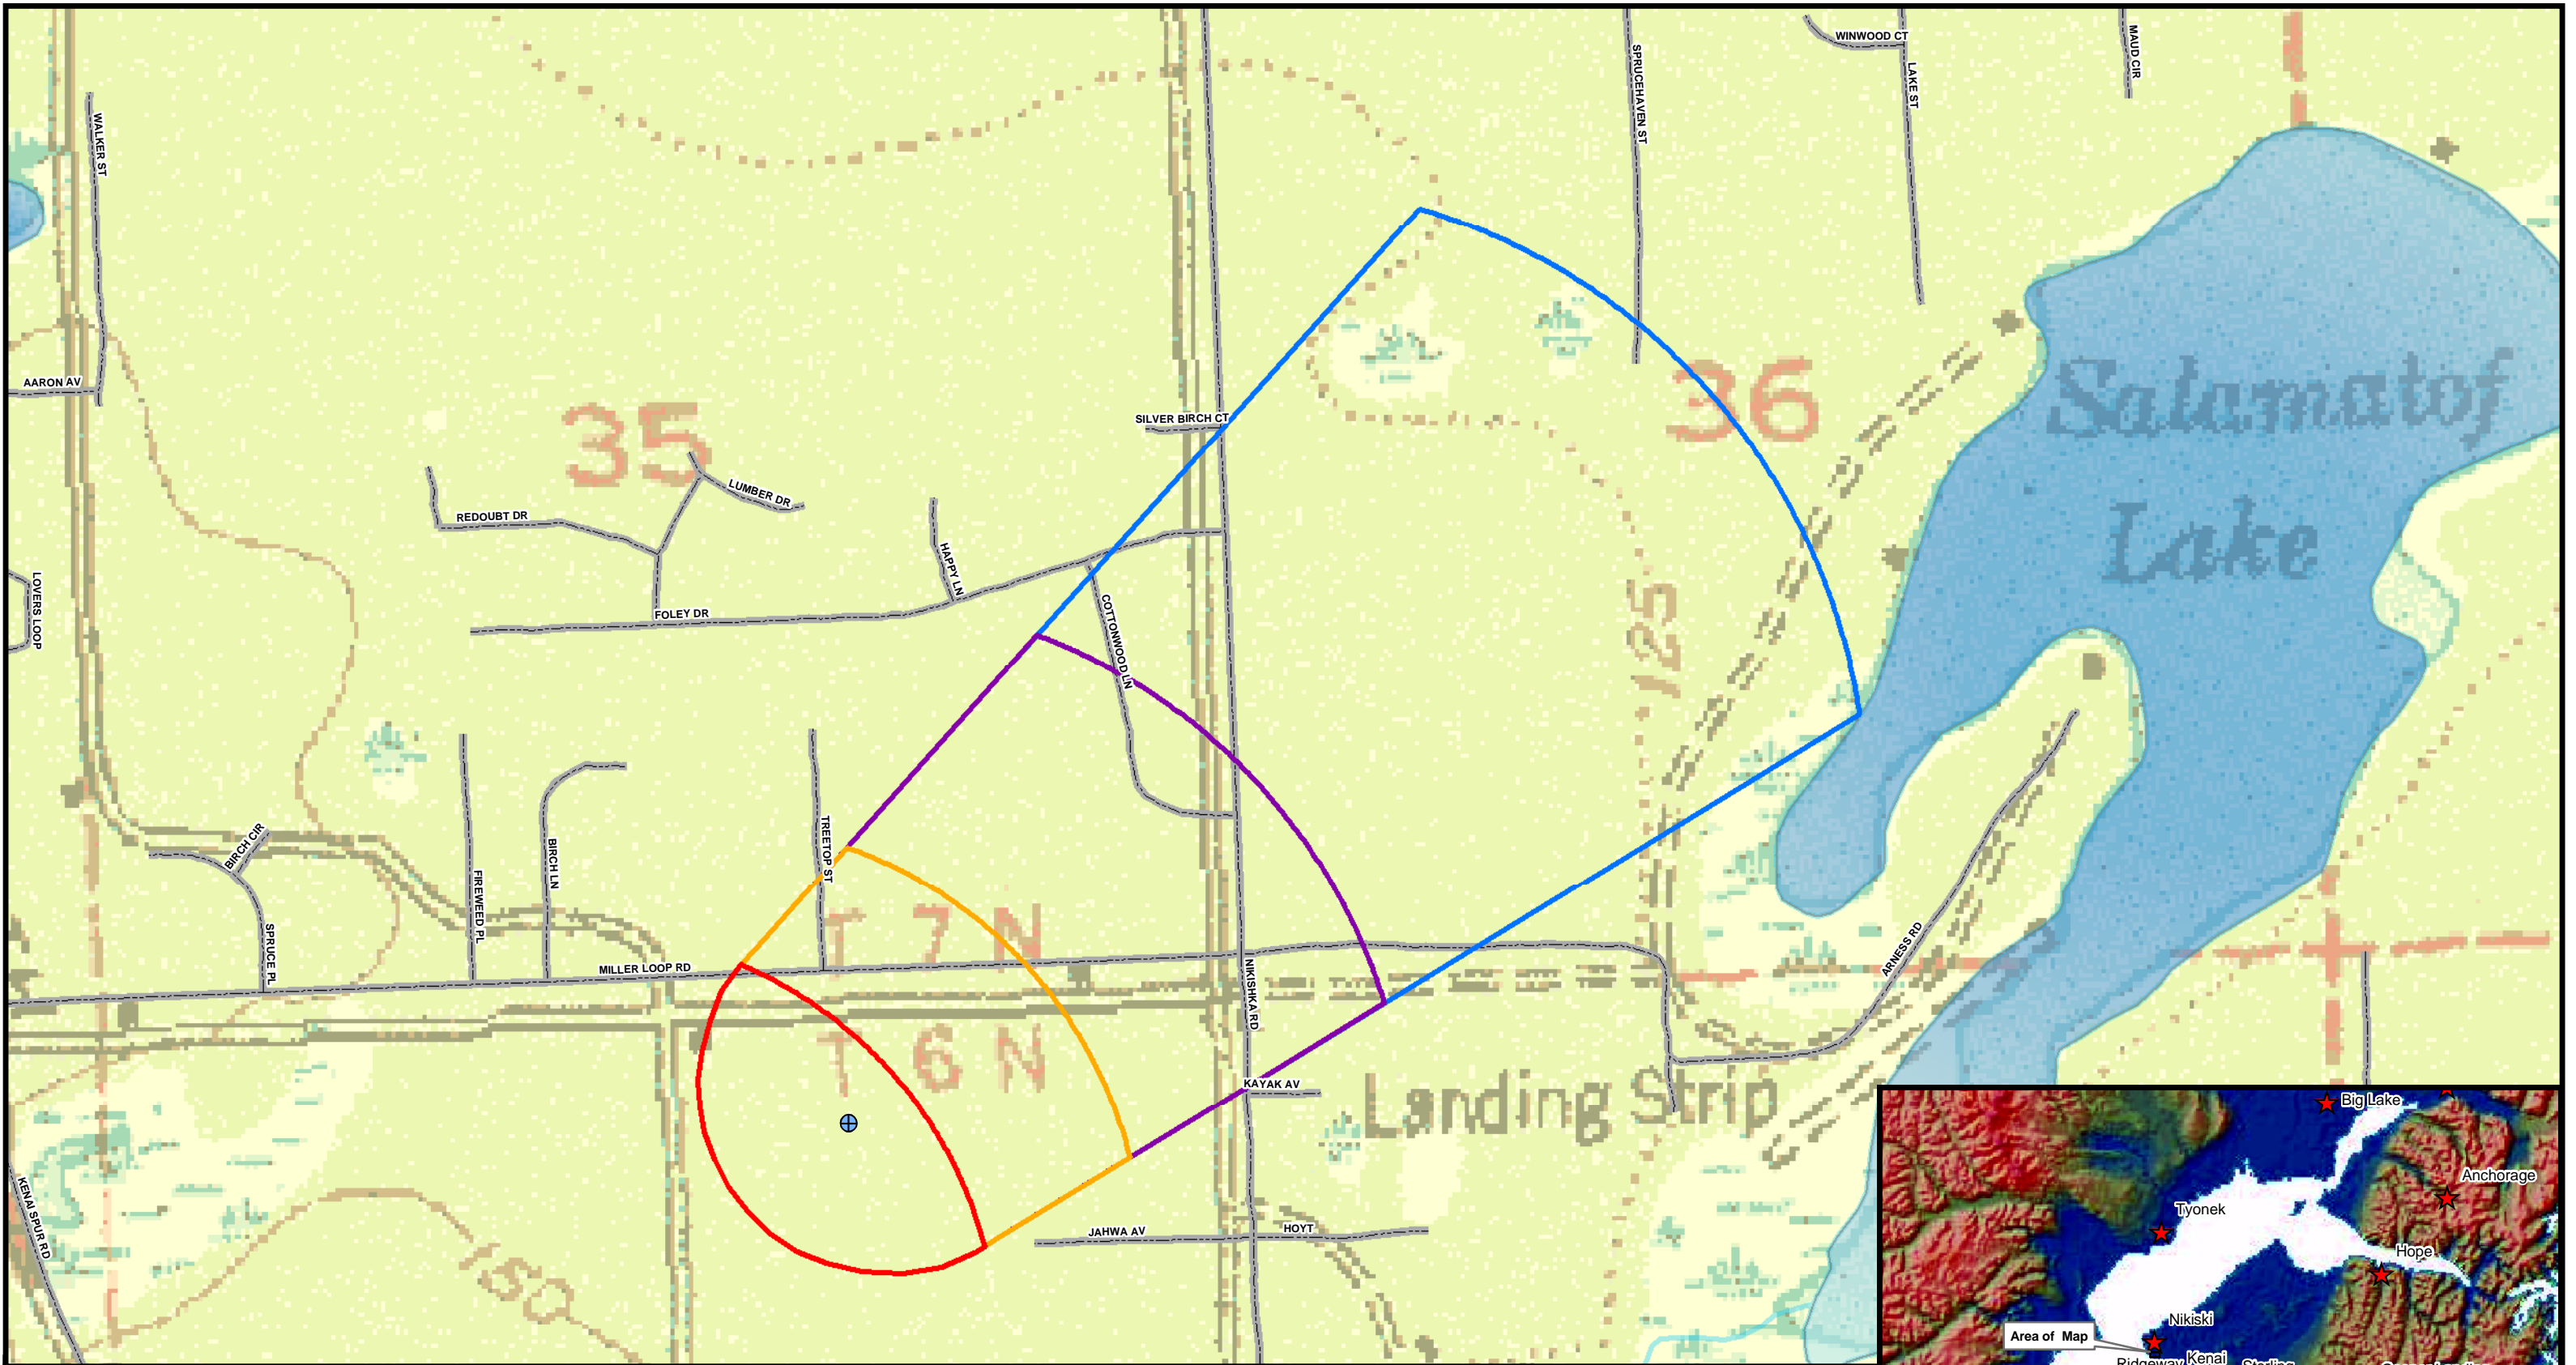 WINWOOD CT
MAUD CIR
SPRUCEHAVEN ST
LAKE ST
WALKER ST
36
Salamatof
AARON AV
SILVER BIRCH CT
35
LUMBER DR
REDOUBT DR
Lake
HAPPY LN
LOVERS LOOP
FOLEY DR
COTTONWOOD LN
125
TREETOP ST
BIRCH CIR
BIRCH LN
FIREWEED PL
T 7 N
SPRUCE PL
MILLER LOOP RD
NIKISHKA RD
ARNESS RD
T 6 N
KAYAK AV
Landing Strip
Big Lake
Anchorage
KENAI SPUR RD
Tyonek
JAHWA AV
HOYT
Hope
150
Nikiski
Area of Map
Kenai
Ridgeway
Sterling